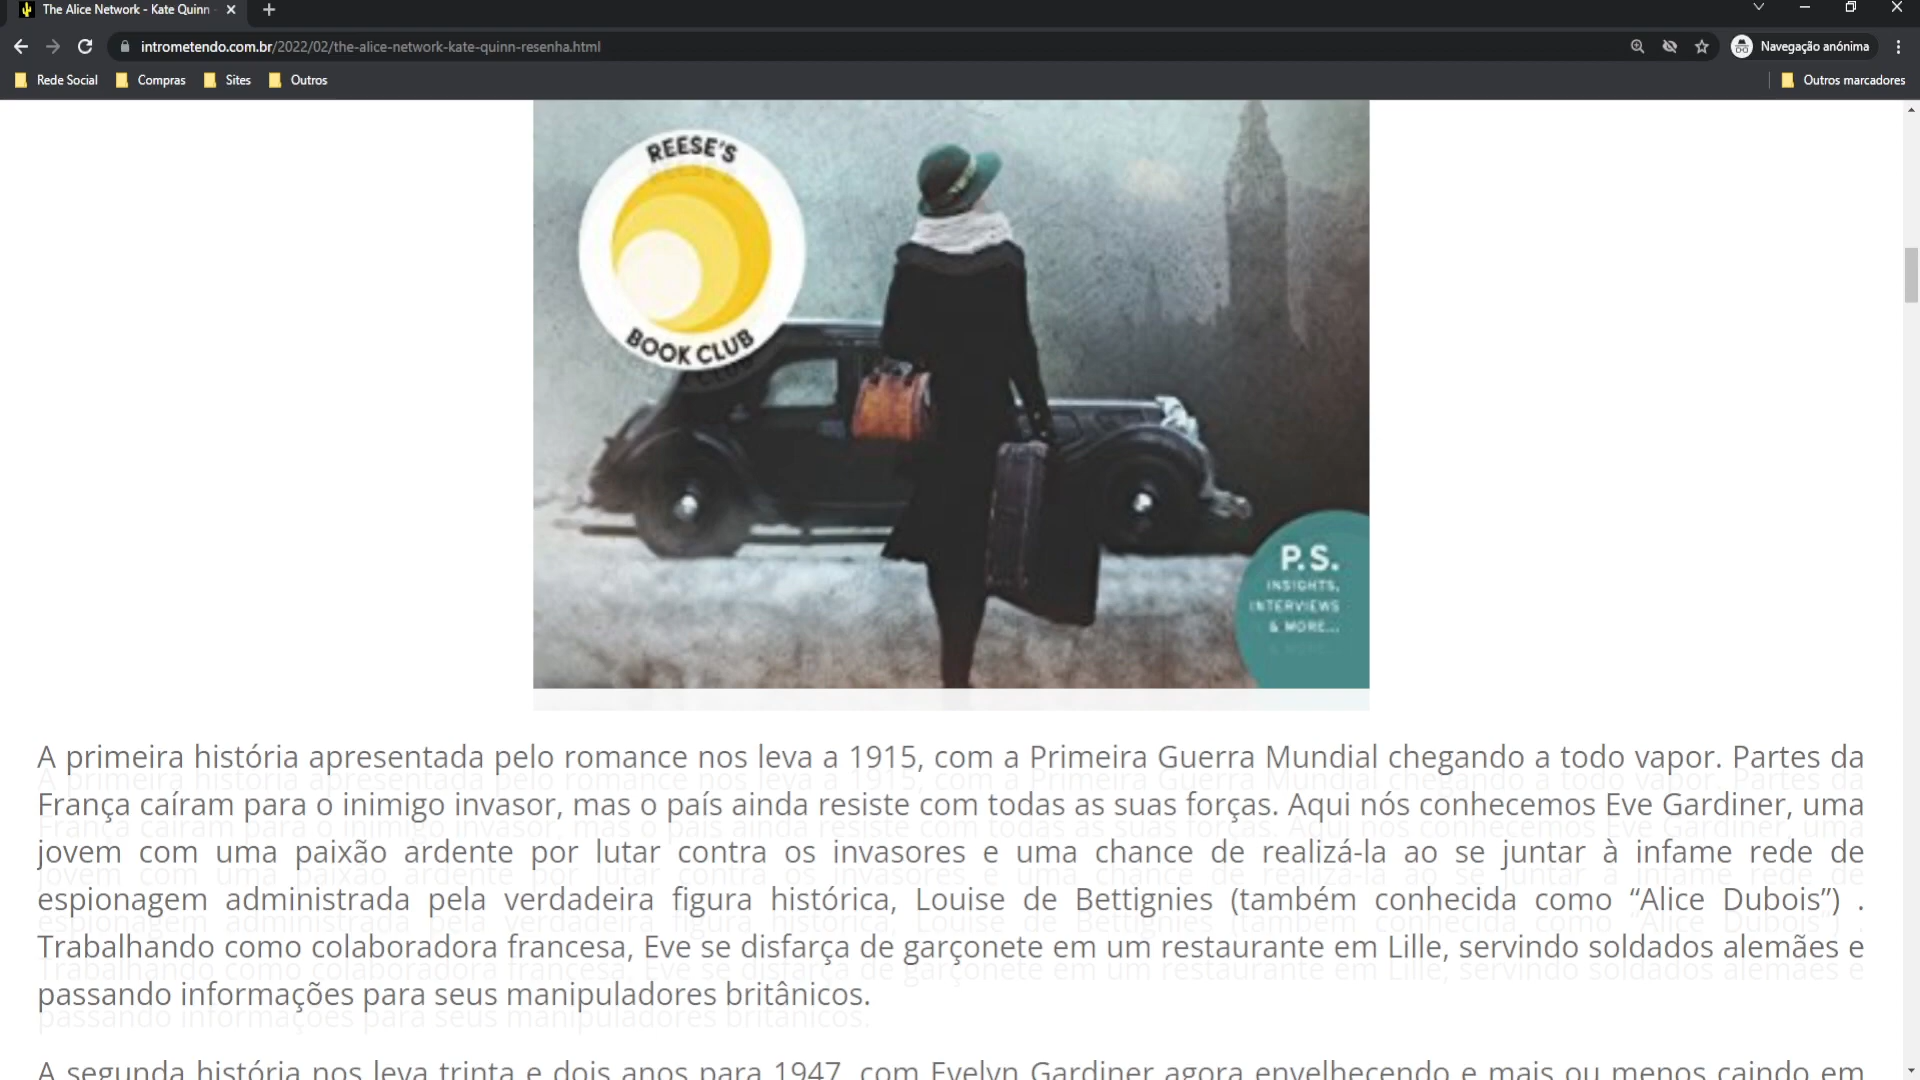 The Alice Network - Kate Quinn -
intrometendo.com.br/2022/02/the-alice-network-kate-quinn-resenha.html
Navegação anónima
Rede Social
Compras
Sites
Outros
Outros marcadores
REESE'S
BOOK CLUB
P.S.
INSIGHTS,
INTERVIEWS
& MORE...
A primeira história apresentada pelo romance nos leva a 1915, com a Primeira Guerra Mundial chegando a todo vapor. Partes da
França caíram para o inimigo invasor, mas o país ainda resiste com todas as suas forças. Aqui nós conhecemos Eve Gardiner, uma
jovem com uma paixão ardente por lutar contra os invasores e uma chance de realizá-la ao se juntar à infame rede de
espionagem administrada pela verdadeira figura histórica, Louise de Bettignies (também conhecida como “Alice Dubois”) .
Trabalhando como colaboradora francesa, Eve se disfarça de garçonete em um restaurante em Lille, servindo soldados alemães e
passando informações para seus manipuladores britânicos.
A segunda história nos leva trinta e dois anos para 1947, com Evelyn Gardiner agora envelhecendo e mais ou menos caindo em